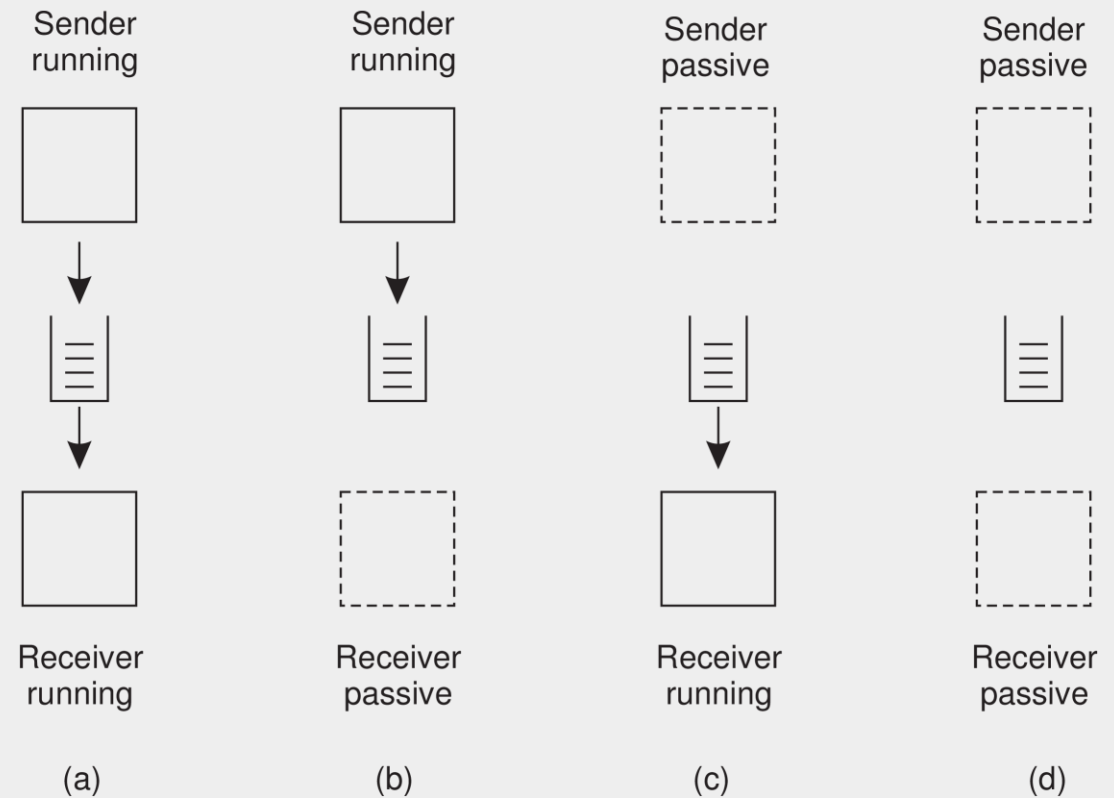 Sender
running
Sender
running
Sender
passive
Sender
passive
Receiver
running
Receiver
passive
Receiver
running
Receiver
passive
(a)
(b)
(c)
(d)